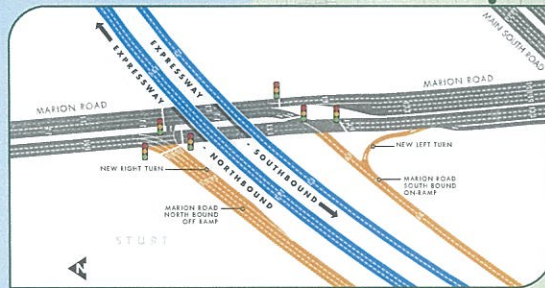 MAIN SOUTH ROAD
MARION ROAD
MARION ROAD
EXPRESSWAY
EXPRESSWAY
- NORTHBOUND
- SOUTHBOUND
NEW LEFT TURN
NEW RIGHT TURN
MARION ROAD
SOUTH BOUND
ON-RAMP
MARION ROAD
NORTH BOUND
OFF RAMP
STURT
N